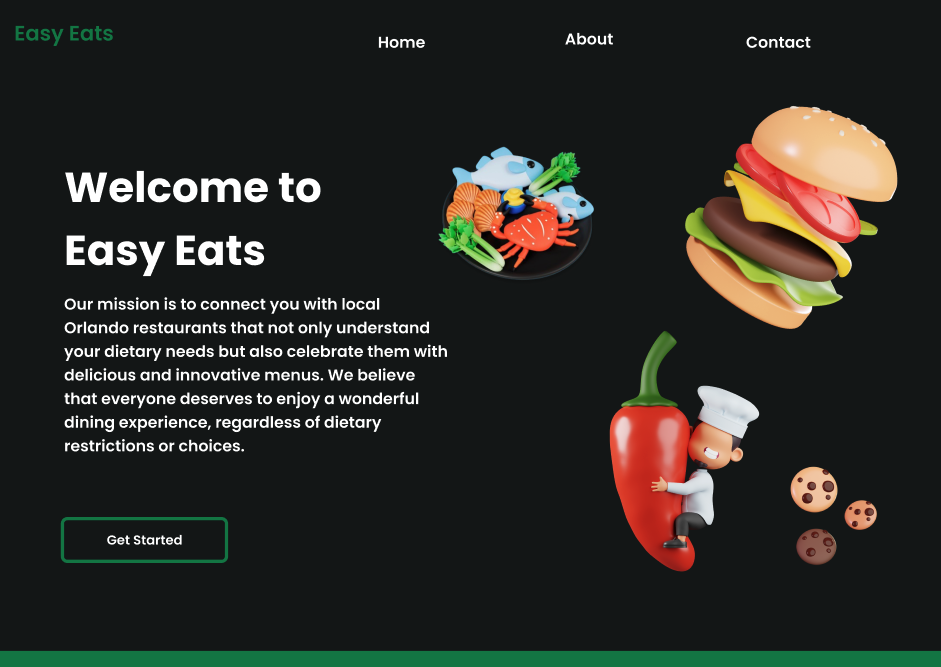 Easy Eats
Home
About
Contact
Welcome to
Easy Eats
Our mission is to connect you with local
Orlando restaurants that not only understand
your dietary needs but also celebrate them with
delicious and innovative menus. We believe
that everyone deserves to enjoy a wonderful
dining experience, regardless of dietary
restrictions or choices.
Get Started